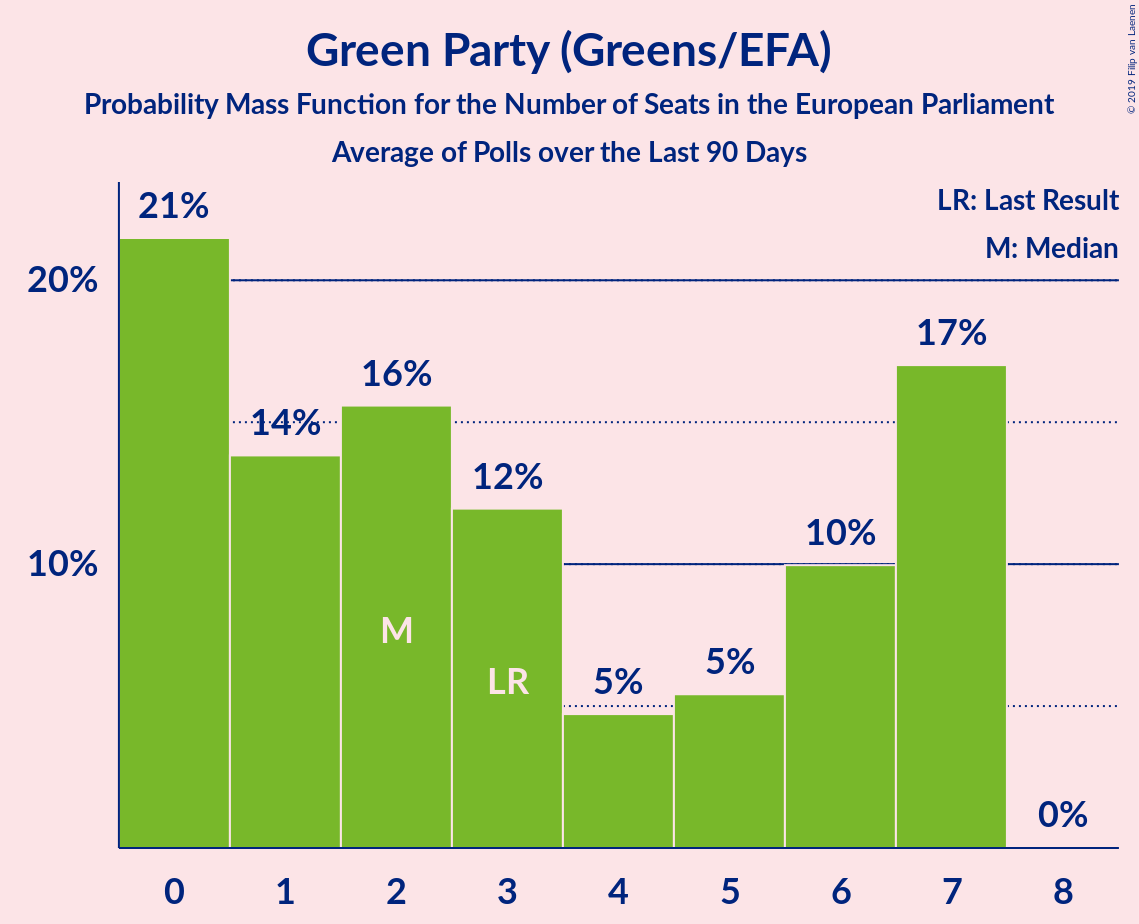 Green Party (Greens/EFA)
Probability Mass Function for the Number of Seats in the European Parliament
Average of Polls over the Last 90 Days
© 2019 Filip van Laenen
LR: Last Result
M: Median
21%
14%
16%
12%
5%
5%
10%
17%
0%
20%
10%
M
LR
0 1 2 3 4 5 6 7 8